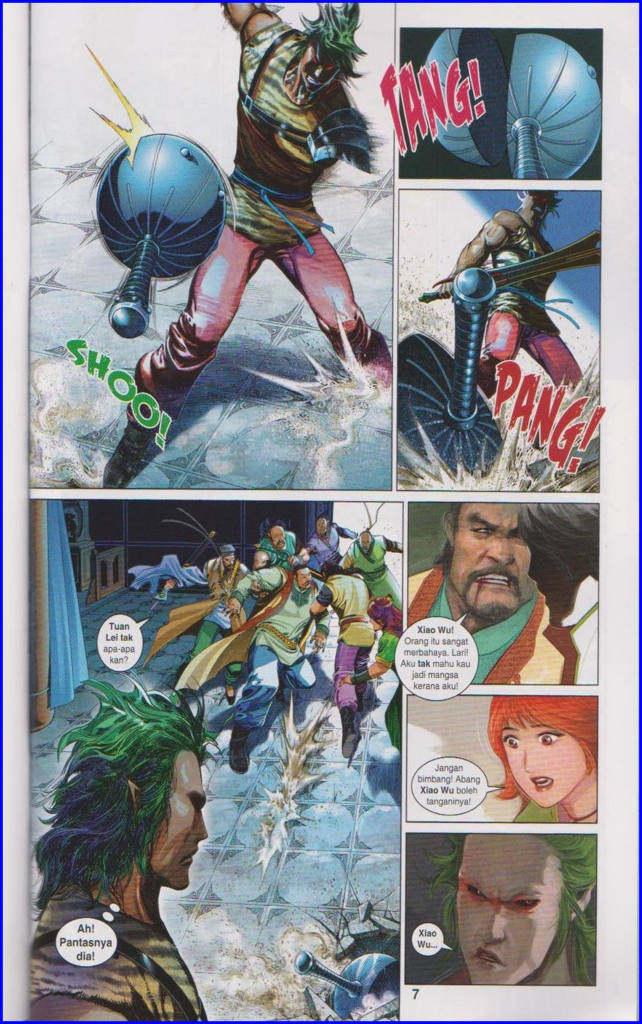 SHOO!
TANG!
PANG!
Tuan
Lei tak
apa-apa
kan?
Ah!
Pantasnya
dia!
Xiao Wu!
Orang itu sangat
merbahaya. Lari!
Aku tak mahu kau
jadi mangsa
kerana aku!
Jangan
bimbang! Abang
Xiao Wu boleh
tanganinya!
Xiao
Wu...
7